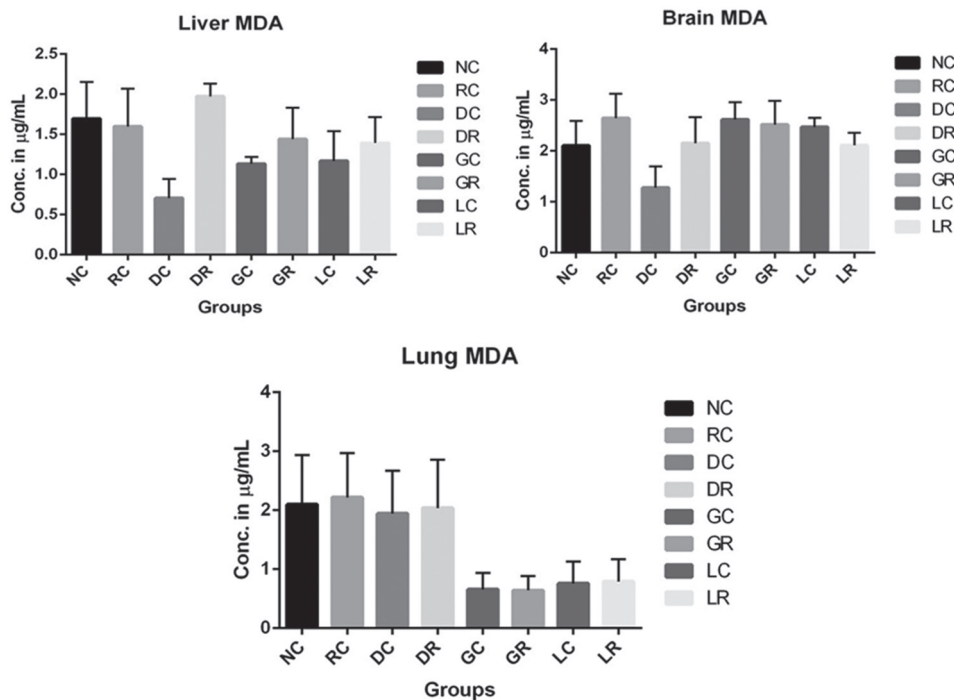 Liver MDA
Conc. in μg/mL
2.5
2.0
1.5
1.0
0.5
0.0
NC
RC
DC
DR
GC
GR
LC
LR
Groups
NC
RC
DC
DR
GC
GR
LC
LR
Brain MDA
Conc. in μg/mL
4
3
2
1
0
NC
RC
DC
DR
GC
GR
LC
LR
Groups
NC
RC
DC
DR
GC
GR
LC
LR
Lung MDA
Conc. in μg/mL
4
3
2
1
0
NC
RC
DC
DR
GC
GR
LC
LR
Groups
NC
RC
DC
DR
GC
GR
LC
LR